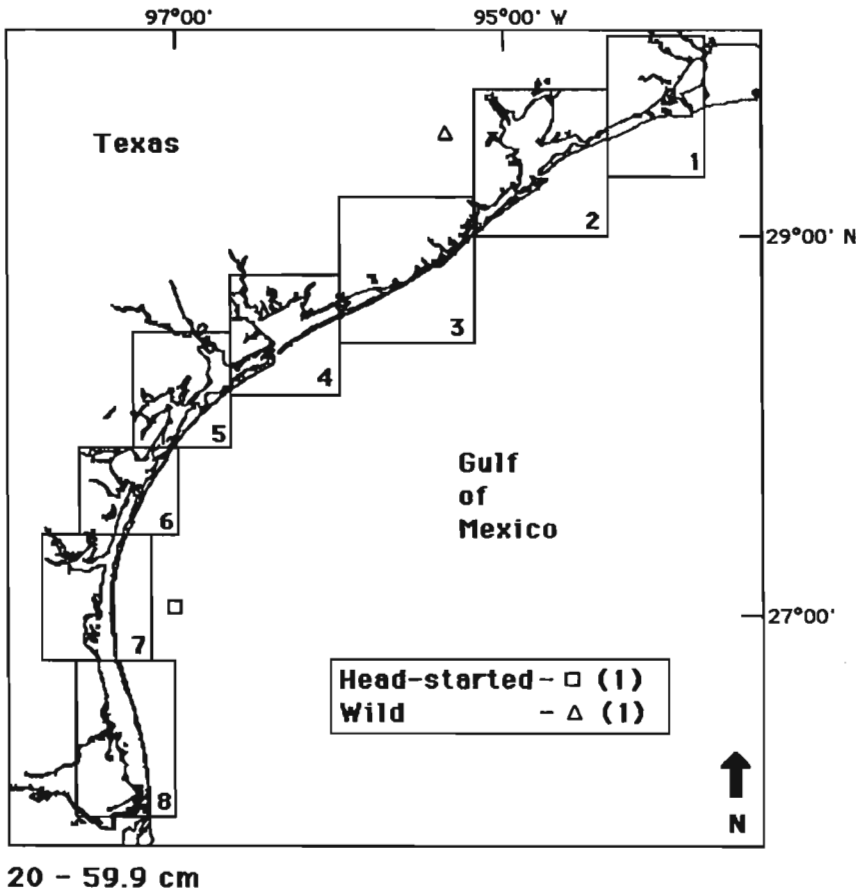 97°00'
95°00' W
Texas
1
2
29°00' N
3
4
5
Gulf
of
Mexico
6
27°00'
7
Head-started - □ (1)
Wild - △ (1)
8
N
20 - 59.9 cm